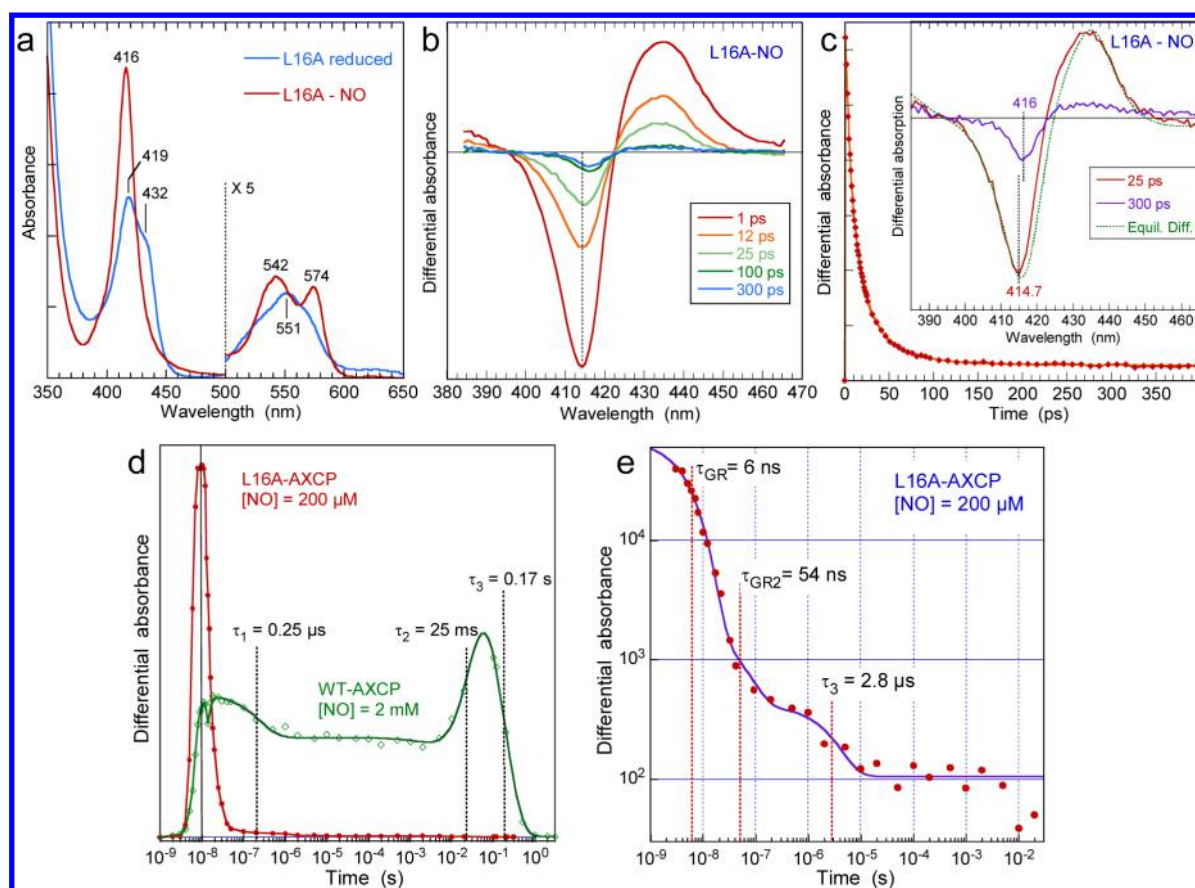 a
L16A reduced
L16A - NO
416
419
432
X 5
542
574
551
Absorbance
350 400 450 500 550 600 650
Wavelength (nm)
b
L16A-NO
Differential absorbance
1 ps
12 ps
25 ps
100 ps
300 ps
380 390 400 410 420 430 440 450 460 470
Wavelength (nm)
c
L16A - NO
Differential absorbance
Differential absorption
416
414.7
25 ps
300 ps
Equil. Diff.
390 400 410 420 430 440 450 460
Wavelength (nm)
0 50 100 150 200 250 300 350
Time (ps)
d
L16A-AXCP
[NO] = 200 µM
τ3 = 0.17 s
τ1 = 0.25 µs
τ2 = 25 ms
WT-AXCP
[NO] = 2 mM
Differential absorbance
10-9 10-8 10-7 10-6 10-5 10-4 10-3 10-2 10-1 100
Time (s)
e
τGR= 6 ns
L16A-AXCP
[NO] = 200 µM
104
τGR2= 54 ns
103
τ3 = 2.8 µs
102
Differential absorbance
10-9 10-8 10-7 10-6 10-5 10-4 10-3 10-2
Time (s)